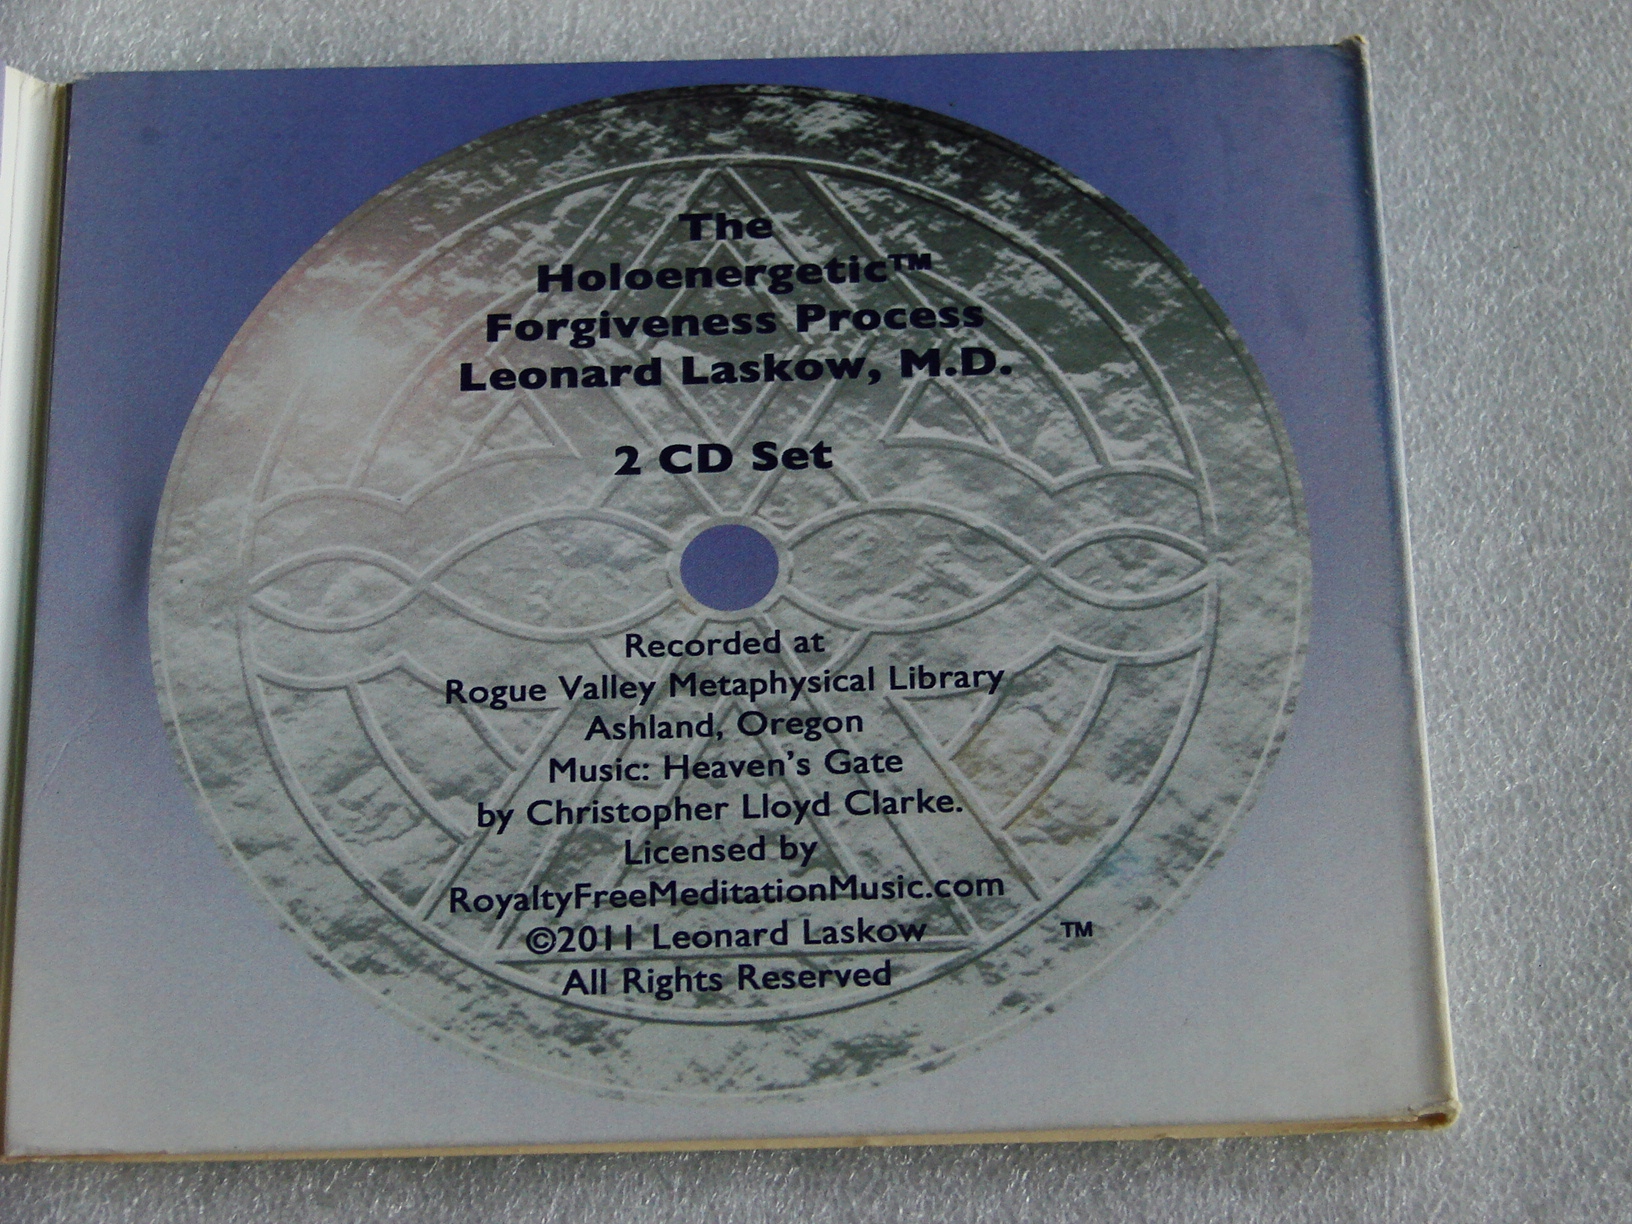 The
Holoenergetic™
Forgiveness Process
Leonard Laskow, M.D.
2 CD Set
Recorded at
Rogue Valley Metaphysical Library
Ashland, Oregon
Music: Heaven's Gate
by Christopher Lloyd Clarke.
Licensed by
RoyaltyFreeMeditationMusic.com
©2011 Leonard Laskow
TM
All Rights Reserved